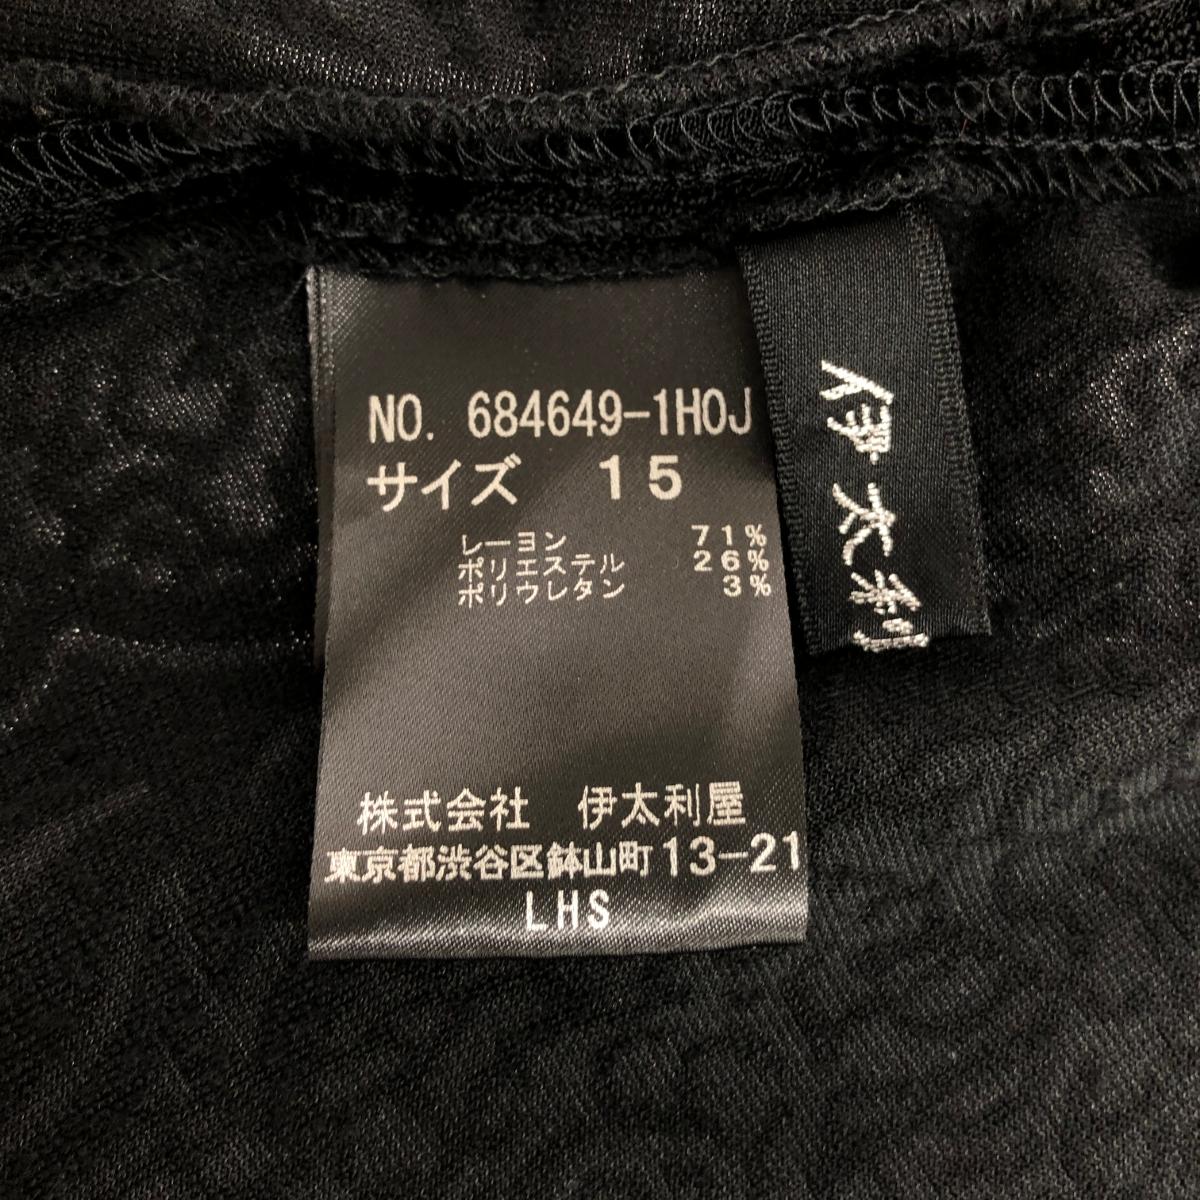 NO. 684649-1HOJ
サイズ 15
レーヨン 71%
ポリエステル 26%
ポリウレタン 3%
株式会社 伊太利屋
東京都渋谷区鉢山町13-21
LHS
伊太利